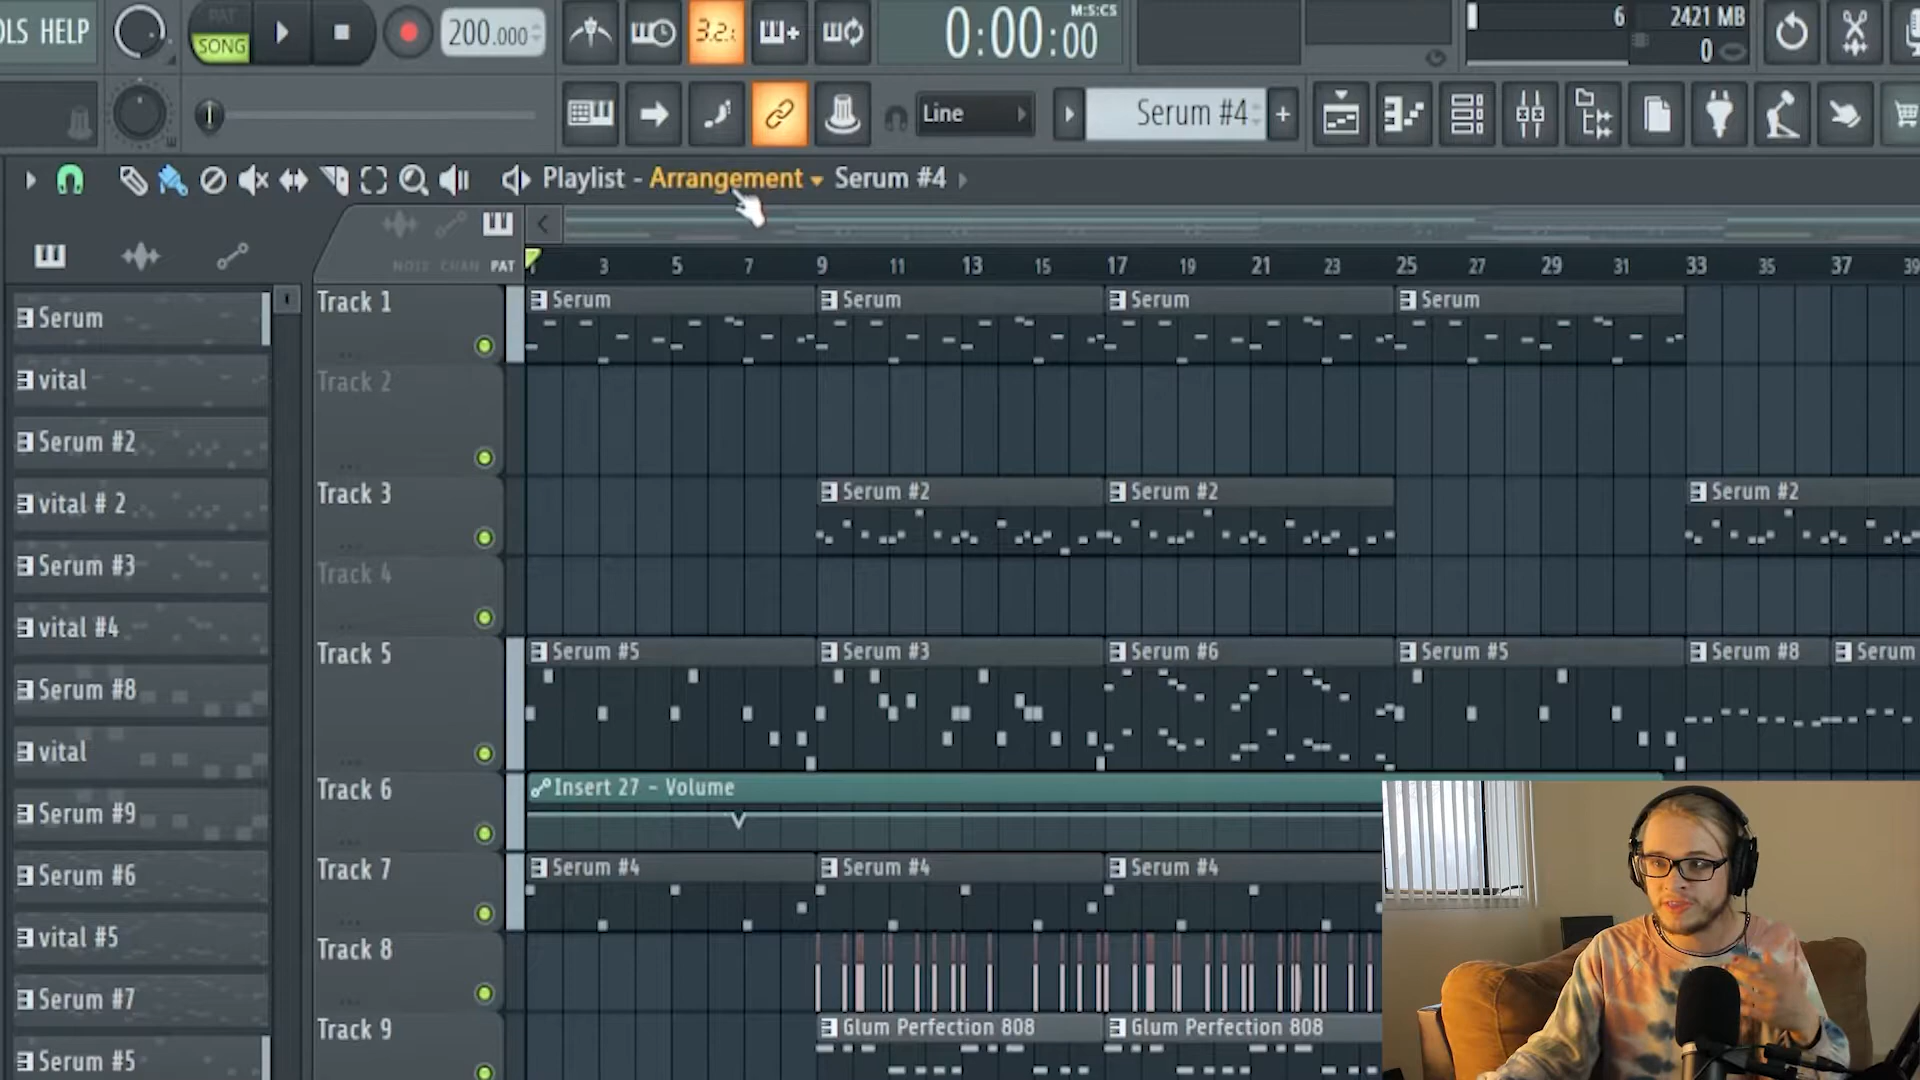 OLS HELP
PAT
SONG
200.000
3.2:
0:00:00
M:S:CS
6
2421 MB
0
Line
Serum #4
Playlist - Arrangement
Serum #4
NOTE CHAN PAT
3 5 7 9 11 13 15 17 19 21 23 25 27 29 31 33 35 37 39
Serum
vital
Serum #2
vital # 2
Serum #3
vital #4
Serum #8
vital
Serum #9
Serum #6
vital #5
Serum #7
Serum #5
Track 1
Serum
Serum
Serum
Serum
Track 2
Track 3
Serum #2
Serum #2
Serum #2
Track 4
Track 5
Serum #5
Serum #3
Serum #6
Serum #5
Serum #8
Serum
Track 6
Insert 27 - Volume
Track 7
Serum #4
Serum #4
Serum #4
Track 8
Track 9
Glum Perfection 808
Glum Perfection 808